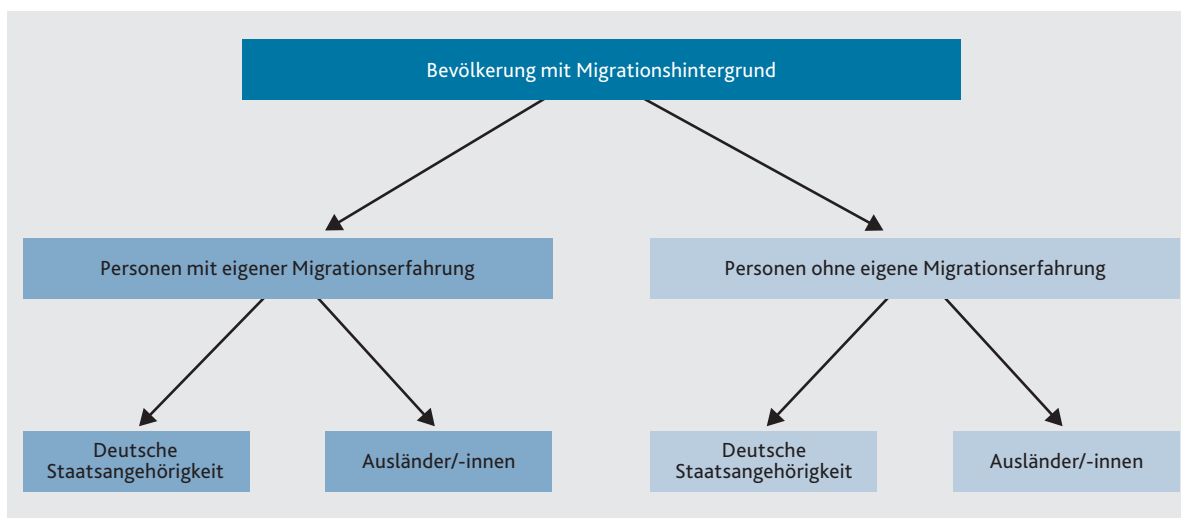 Bevölkerung mit Migrationshintergrund
Personen mit eigener Migrationserfahrung
Personen ohne eigene Migrationserfahrung
Deutsche
Staatsangehörigkeit
Ausländer/-innen
Deutsche
Staatsangehörigkeit
Ausländer/-innen